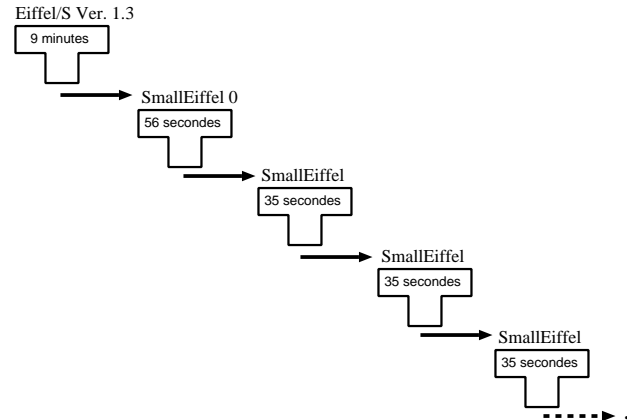 Eiffel/S Ver. 1.3
9 minutes
SmallEiffel 0
56 secondes
SmallEiffel
35 secondes
SmallEiffel
35 secondes
SmallEiffel
35 secondes